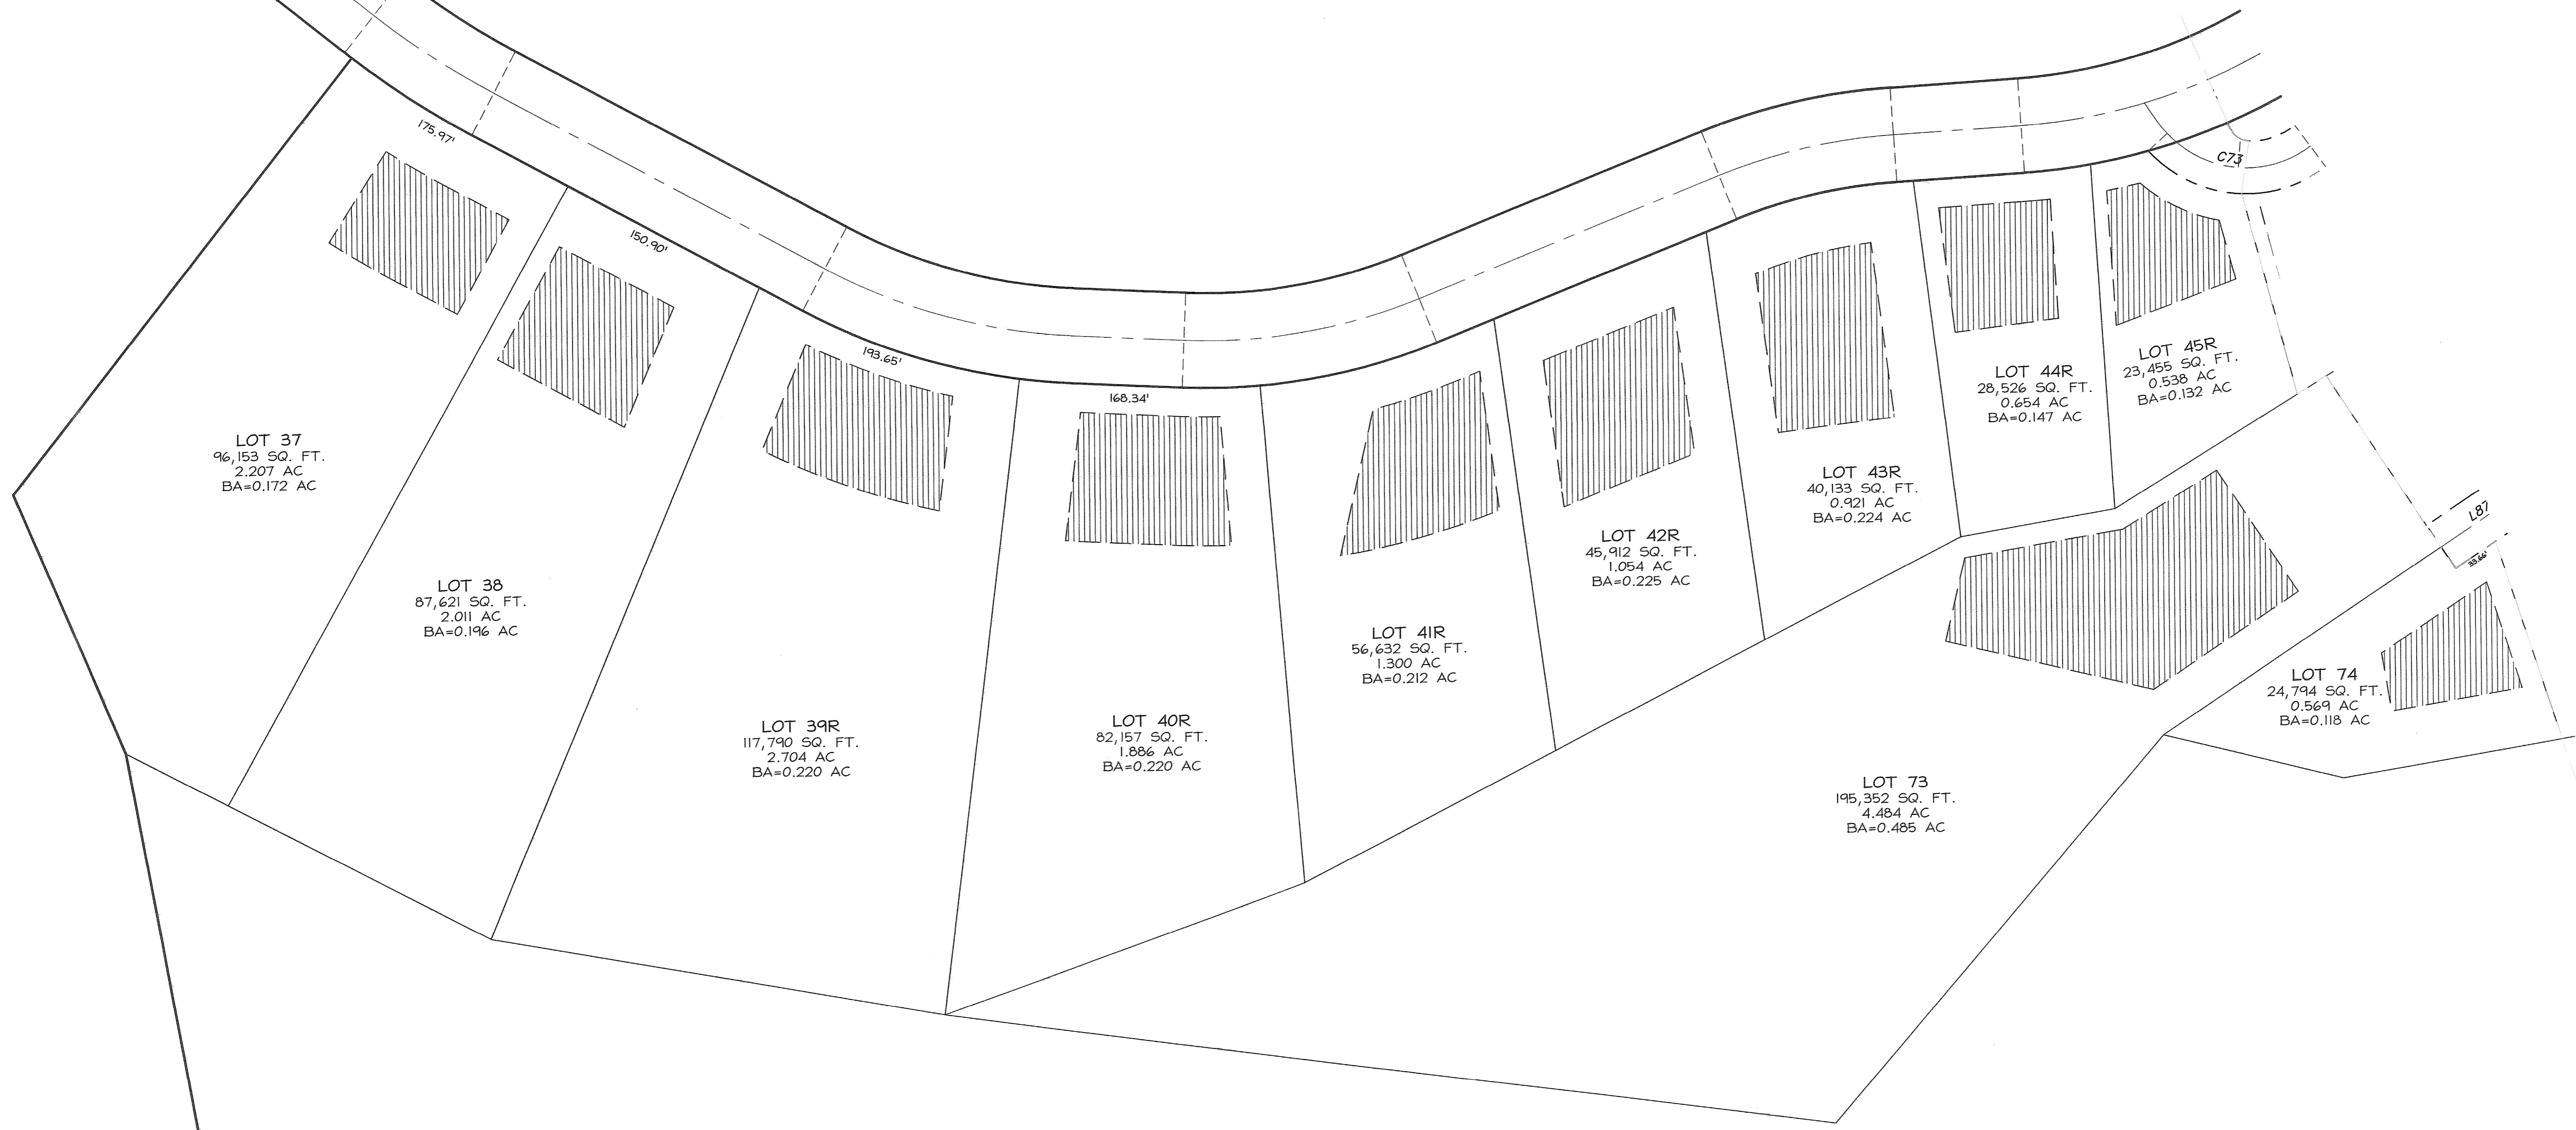 175.97'
150.90'
193.65'
168.34'
C73
L87
33.66'
LOT 37
96,153 SQ. FT.
2.207 AC
BA=0.172 AC
LOT 38
87,621 SQ. FT.
2.011 AC
BA=0.196 AC
LOT 39R
117,790 SQ. FT.
2.704 AC
BA=0.220 AC
LOT 40R
82,157 SQ. FT.
1.886 AC
BA=0.220 AC
LOT 41R
56,632 SQ. FT.
1.300 AC
BA=0.212 AC
LOT 42R
45,912 SQ. FT.
1.054 AC
BA=0.225 AC
LOT 43R
40,133 SQ. FT.
0.921 AC
BA=0.224 AC
LOT 44R
28,526 SQ. FT.
0.654 AC
BA=0.147 AC
LOT 45R
23,455 SQ. FT.
0.538 AC
BA=0.132 AC
LOT 73
195,352 SQ. FT.
4.484 AC
BA=0.485 AC
LOT 74
24,794 SQ. FT.
0.569 AC
BA=0.118 AC